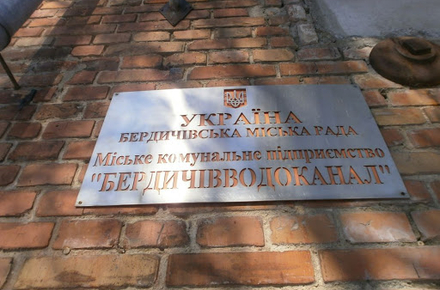 УКРАЇНА
БЕРДИЧІВСЬКА МІСЬКА РАДА
Міське комунальне підприємство
"БЕРДИЧІВВОДОКАНАЛ"